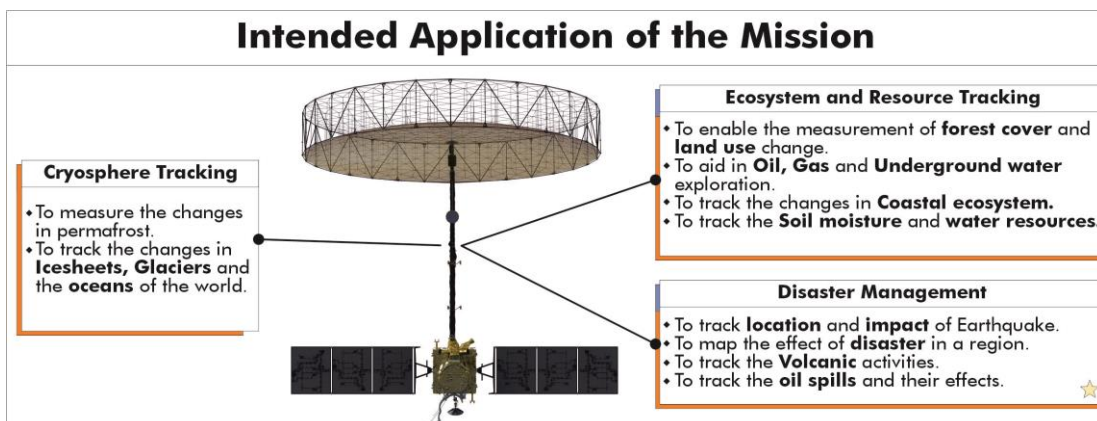 Intended Application of the Mission
Cryosphere Tracking
◆ To measure the changes
in permafrost.
◆ To track the changes in
Icesheets, Glaciers and
the oceans of the world.
Ecosystem and Resource Tracking
◆ To enable the measurement of forest cover and
land use change.
◆ To aid in Oil, Gas and Underground water
exploration.
◆ To track the changes in Coastal ecosystem.
◆ To track the Soil moisture and water resources.
Disaster Management
◆ To track location and impact of Earthquake.
◆ To map the effect of disaster in a region.
◆ To track the Volcanic activities.
◆ To track the oil spills and their effects.